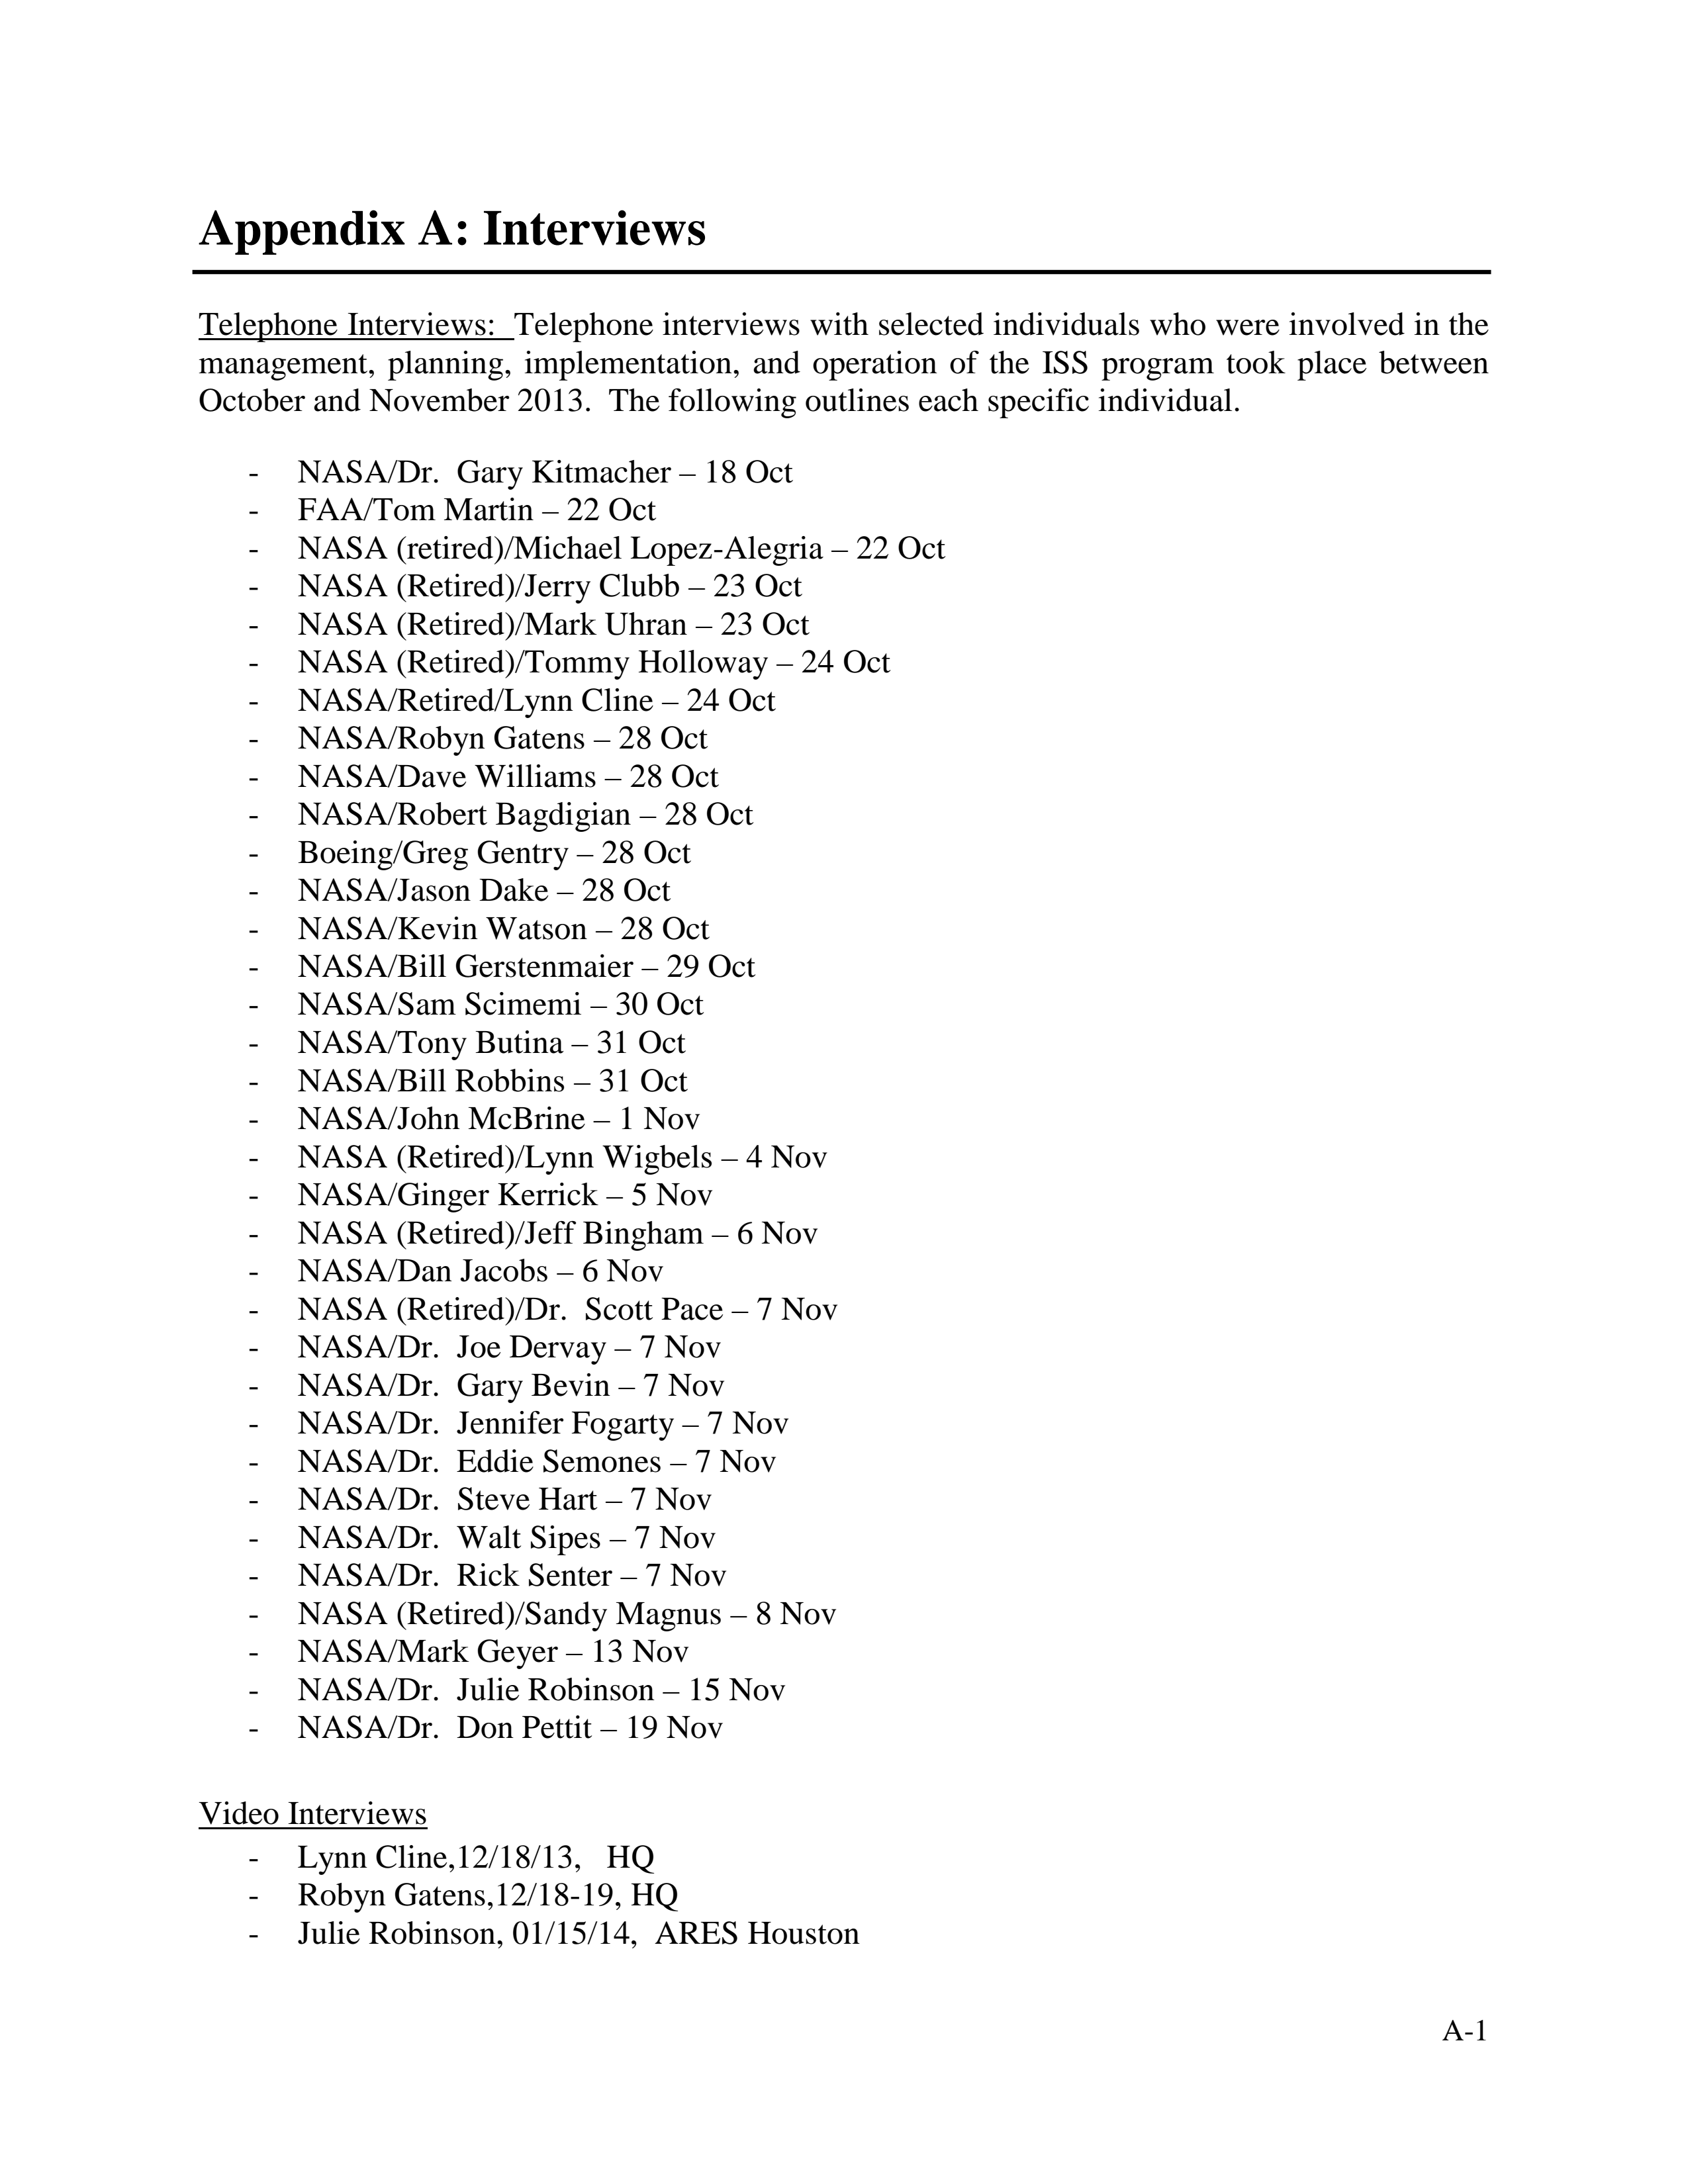 Appendix A: Interviews
Telephone Interviews:  Telephone interviews with selected individuals who were involved in the
management, planning, implementation, and operation of the ISS program took place between
October and November 2013.  The following outlines each specific individual.
- NASA/Dr.  Gary Kitmacher – 18 Oct
- FAA/Tom Martin – 22 Oct
- NASA (retired)/Michael Lopez-Alegria – 22 Oct
- NASA (Retired)/Jerry Clubb – 23 Oct
- NASA (Retired)/Mark Uhran – 23 Oct
- NASA (Retired)/Tommy Holloway – 24 Oct
- NASA/Retired/Lynn Cline – 24 Oct
- NASA/Robyn Gatens – 28 Oct
- NASA/Dave Williams – 28 Oct
- NASA/Robert Bagdigian – 28 Oct
- Boeing/Greg Gentry – 28 Oct
- NASA/Jason Dake – 28 Oct
- NASA/Kevin Watson – 28 Oct
- NASA/Bill Gerstenmaier – 29 Oct
- NASA/Sam Scimemi – 30 Oct
- NASA/Tony Butina – 31 Oct
- NASA/Bill Robbins – 31 Oct
- NASA/John McBrine – 1 Nov
- NASA (Retired)/Lynn Wigbels – 4 Nov
- NASA/Ginger Kerrick – 5 Nov
- NASA (Retired)/Jeff Bingham – 6 Nov
- NASA/Dan Jacobs – 6 Nov
- NASA (Retired)/Dr.  Scott Pace – 7 Nov
- NASA/Dr.  Joe Dervay – 7 Nov
- NASA/Dr.  Gary Bevin – 7 Nov
- NASA/Dr.  Jennifer Fogarty – 7 Nov
- NASA/Dr.  Eddie Semones – 7 Nov
- NASA/Dr.  Steve Hart – 7 Nov
- NASA/Dr.  Walt Sipes – 7 Nov
- NASA/Dr.  Rick Senter – 7 Nov
- NASA (Retired)/Sandy Magnus – 8 Nov
- NASA/Mark Geyer – 13 Nov
- NASA/Dr.  Julie Robinson – 15 Nov
- NASA/Dr.  Don Pettit – 19 Nov
Video Interviews
- Lynn Cline,12/18/13,   HQ
- Robyn Gatens,12/18-19, HQ
- Julie Robinson, 01/15/14,  ARES Houston
A-1